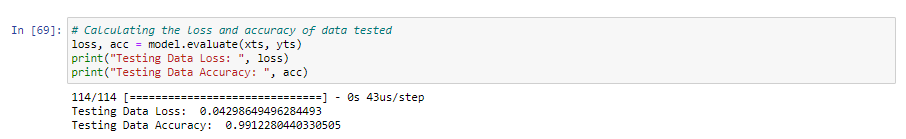 In [69]: # Calculating the loss and accuracy of data tested
loss, acc = model.evaluate(xts, yts)
print("Testing Data Loss: ", loss)
print("Testing Data Accuracy: ", acc)
114/114 [==============================] - 0s 43us/step
Testing Data Loss:  0.04298649496284493
Testing Data Accuracy:  0.9912280440330505